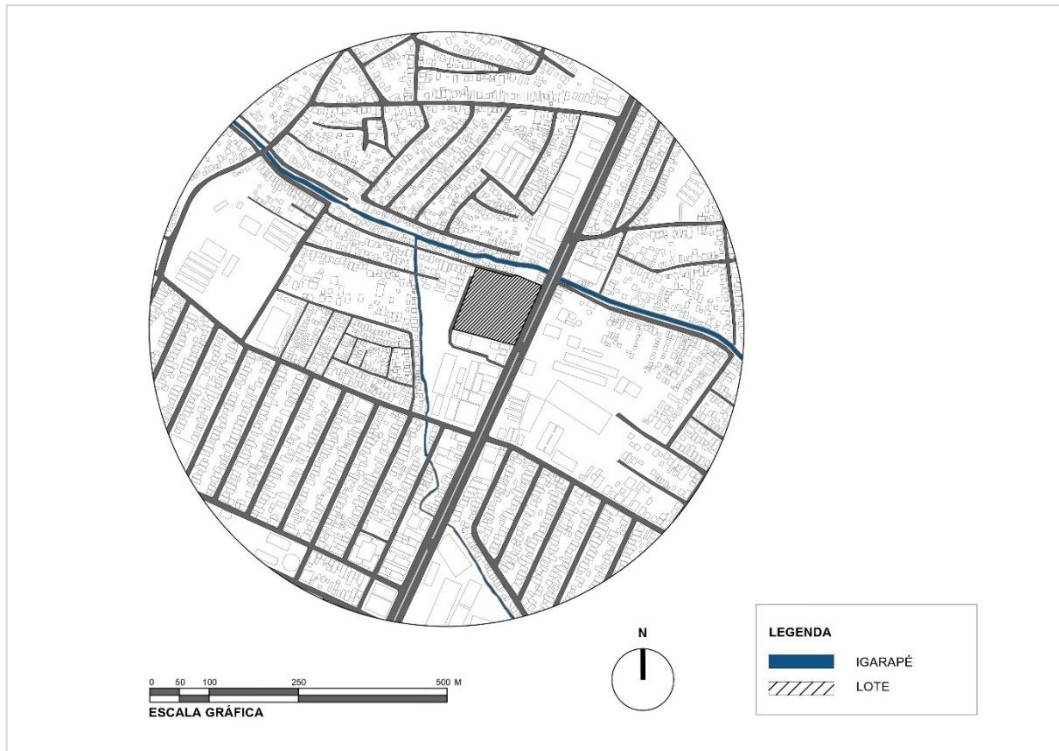 N
LEGENDA
IGARAPÉ
LOTE
0 50 100 250 500 M
ESCALA GRÁFICA